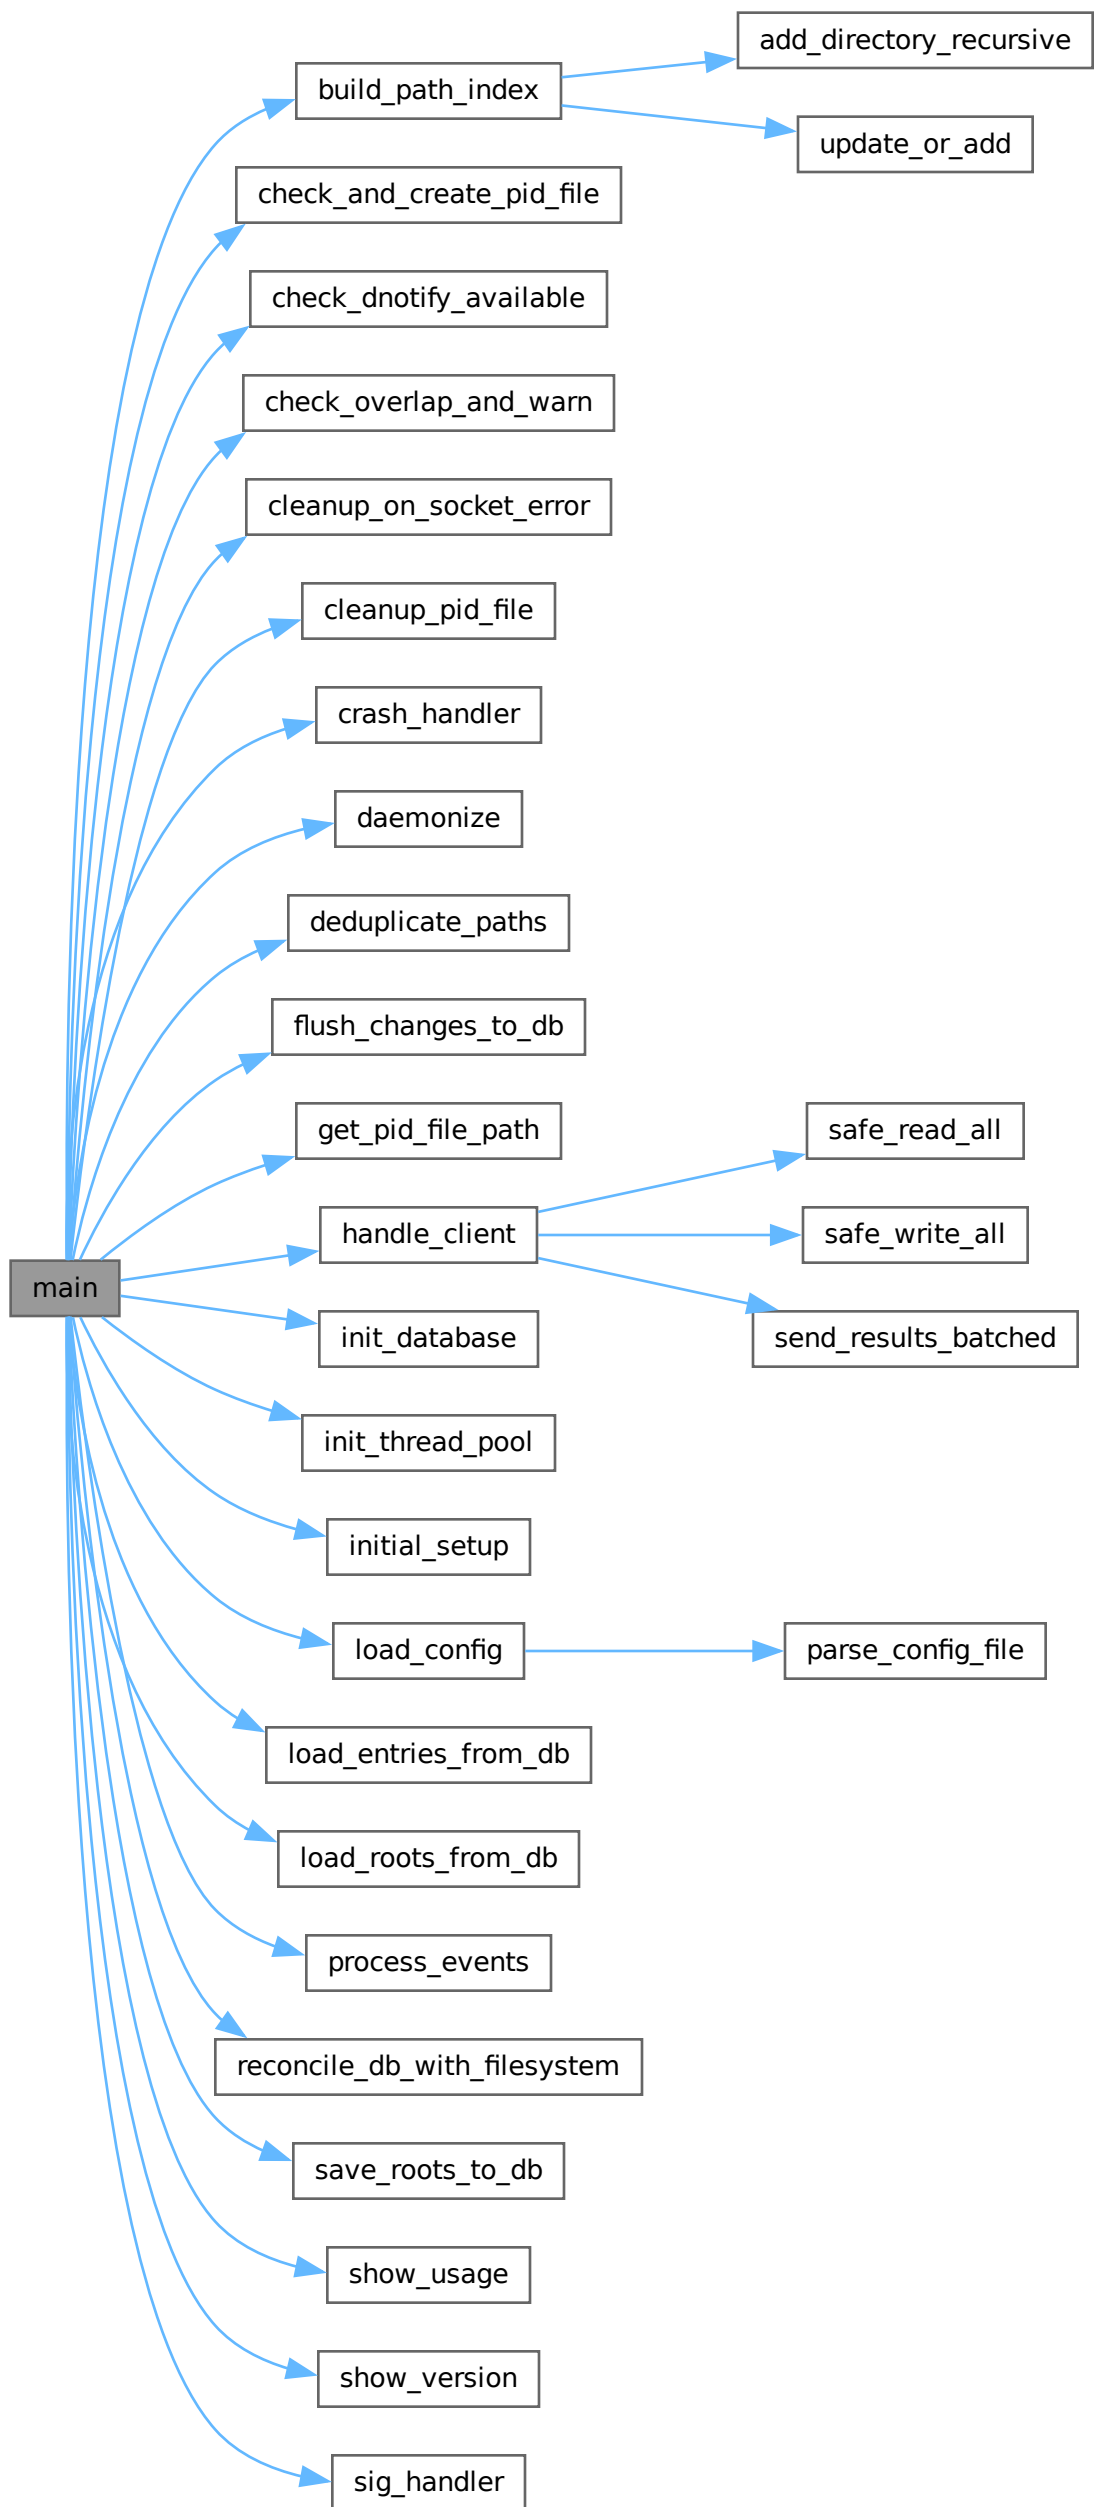 main
build_path_index
add_directory_recursive
update_or_add
check_and_create_pid_file
check_dnotify_available
check_overlap_and_warn
cleanup_on_socket_error
cleanup_pid_file
crash_handler
daemonize
deduplicate_paths
flush_changes_to_db
get_pid_file_path
handle_client
safe_read_all
safe_write_all
send_results_batched
init_database
init_thread_pool
initial_setup
load_config
parse_config_file
load_entries_from_db
load_roots_from_db
process_events
reconcile_db_with_filesystem
save_roots_to_db
show_usage
show_version
sig_handler